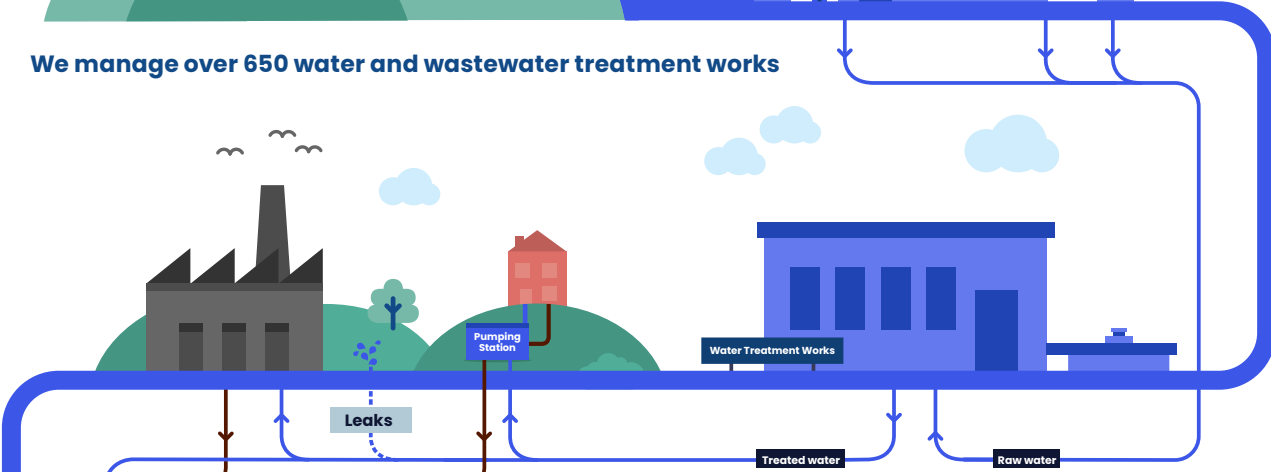 We manage over 650 water and wastewater treatment works
Pumping
Station
Water Treatment Works
Leaks
Treated water
Raw water